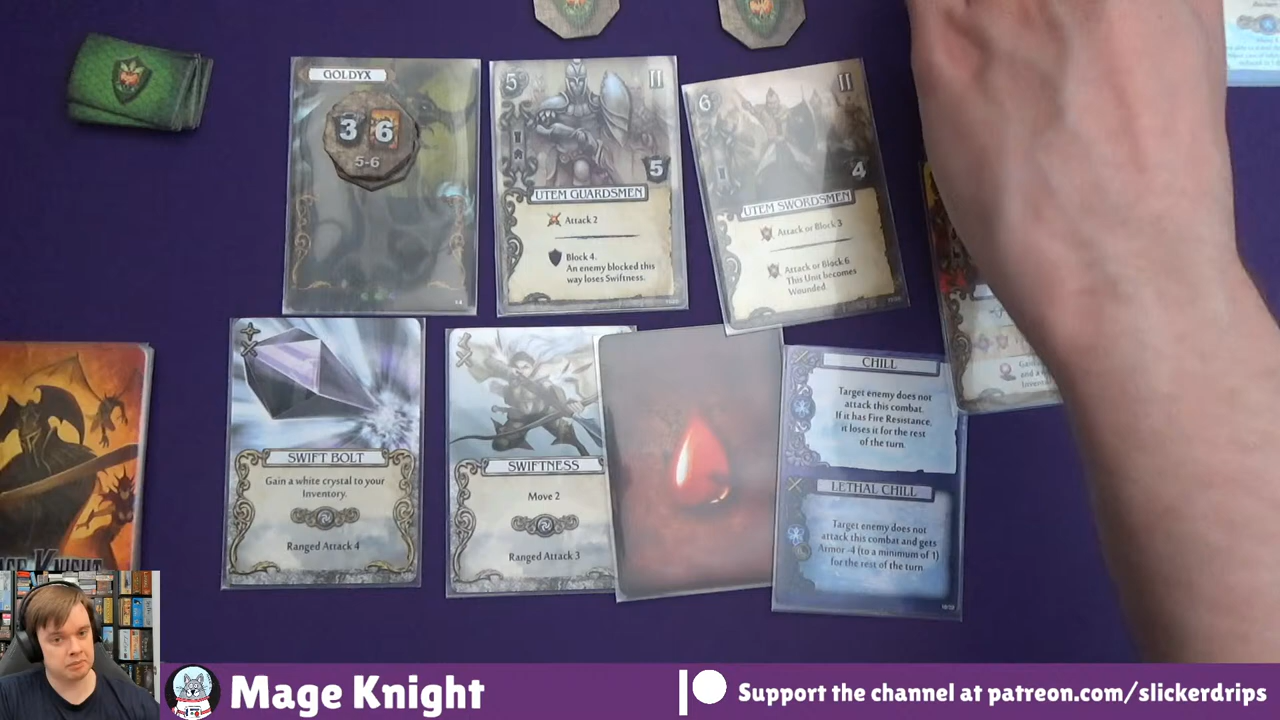 GOLDYX
3 6
5-6
5
II
5
UTEM GUARDSMEN
Attack 2
Block 4.
An enemy blocked this
way loses Swiftness.
6
II
4
UTEM SWORDSMEN
Attack or Block 3
Attack or Block 6
This Unit becomes
Wounded.
SWIFT BOLT
Gain a white crystal to your
Inventory.
Ranged Attack 4
SWIFTNESS
Move 2
Ranged Attack 3
CHILL
Target enemy does not
attack this combat.
If it has Fire Resistance,
it loses it for the rest
of the turn.
LETHAL CHILL
Target enemy does not
attack this combat and gets
Armor -4 (to a minimum of 1)
for the rest of the turn.
KNIGHT
Mage Knight
Support the channel at patreon.com/slickerdrips